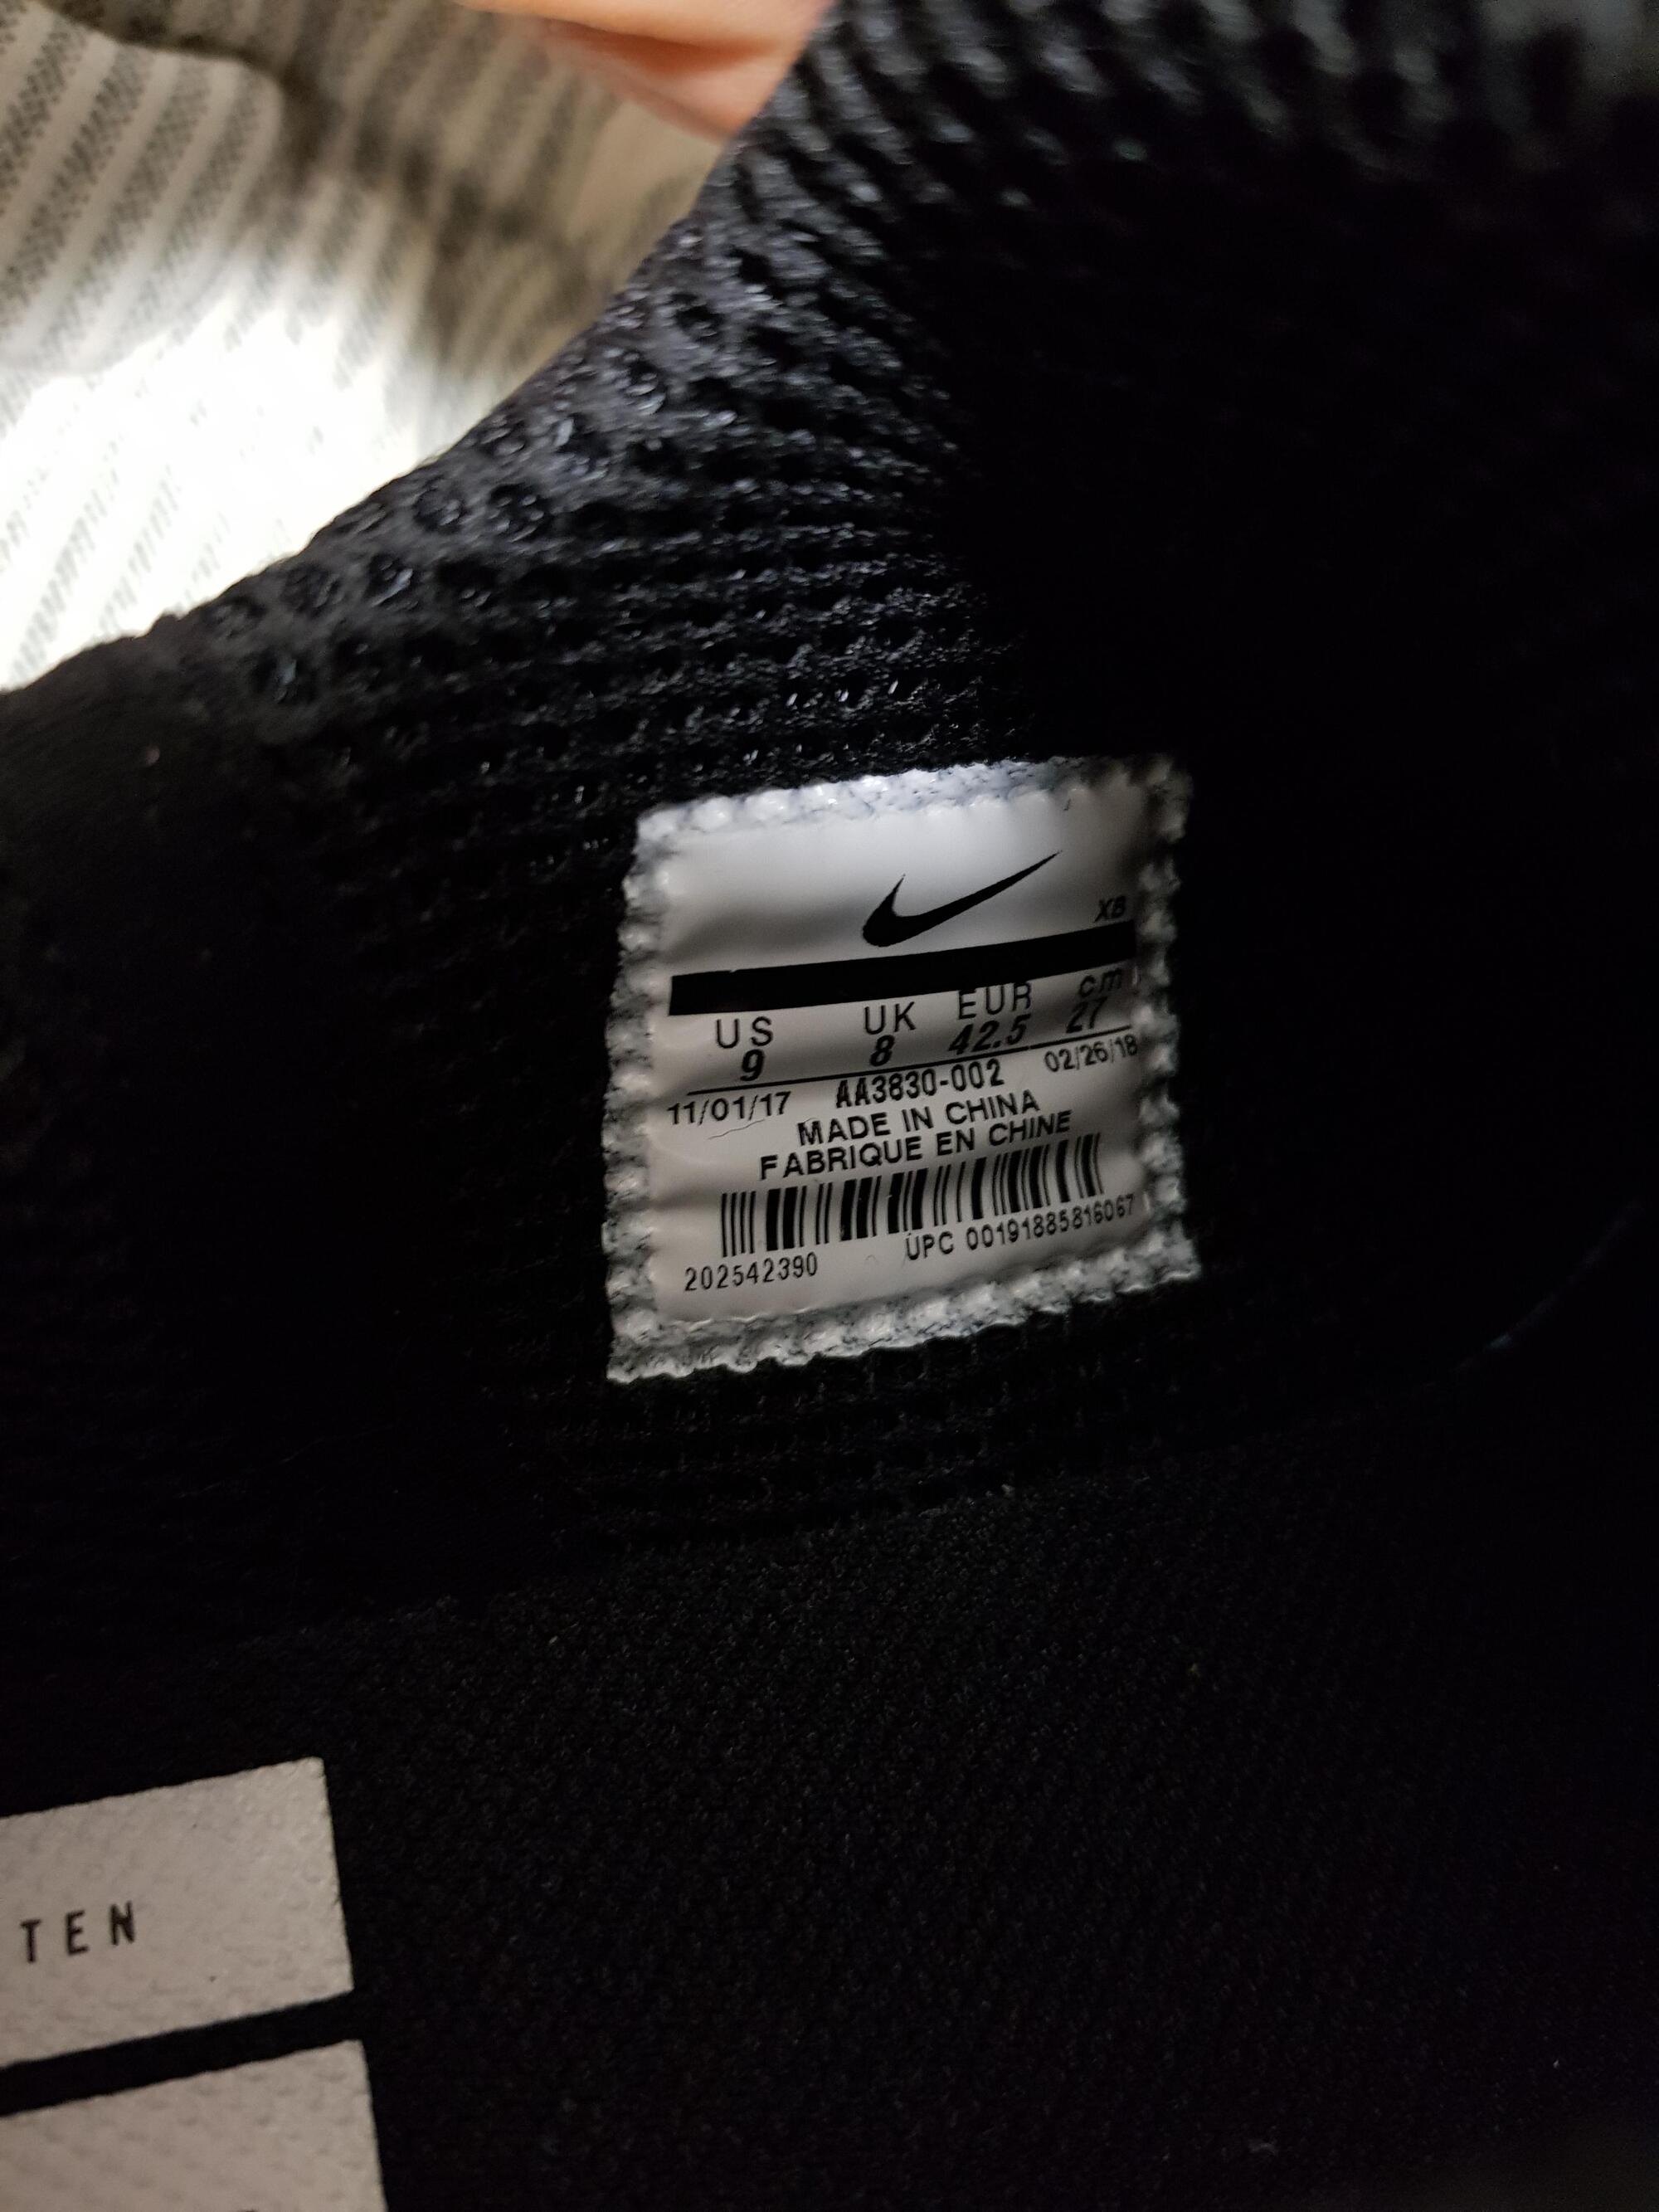 XB
US UK EUR cm
9 8 42.5 27
11/01/17 AA3830-002 02/26/18
MADE IN CHINA
FABRIQUE EN CHINE
202542390 UPC 00191885816067
TEN